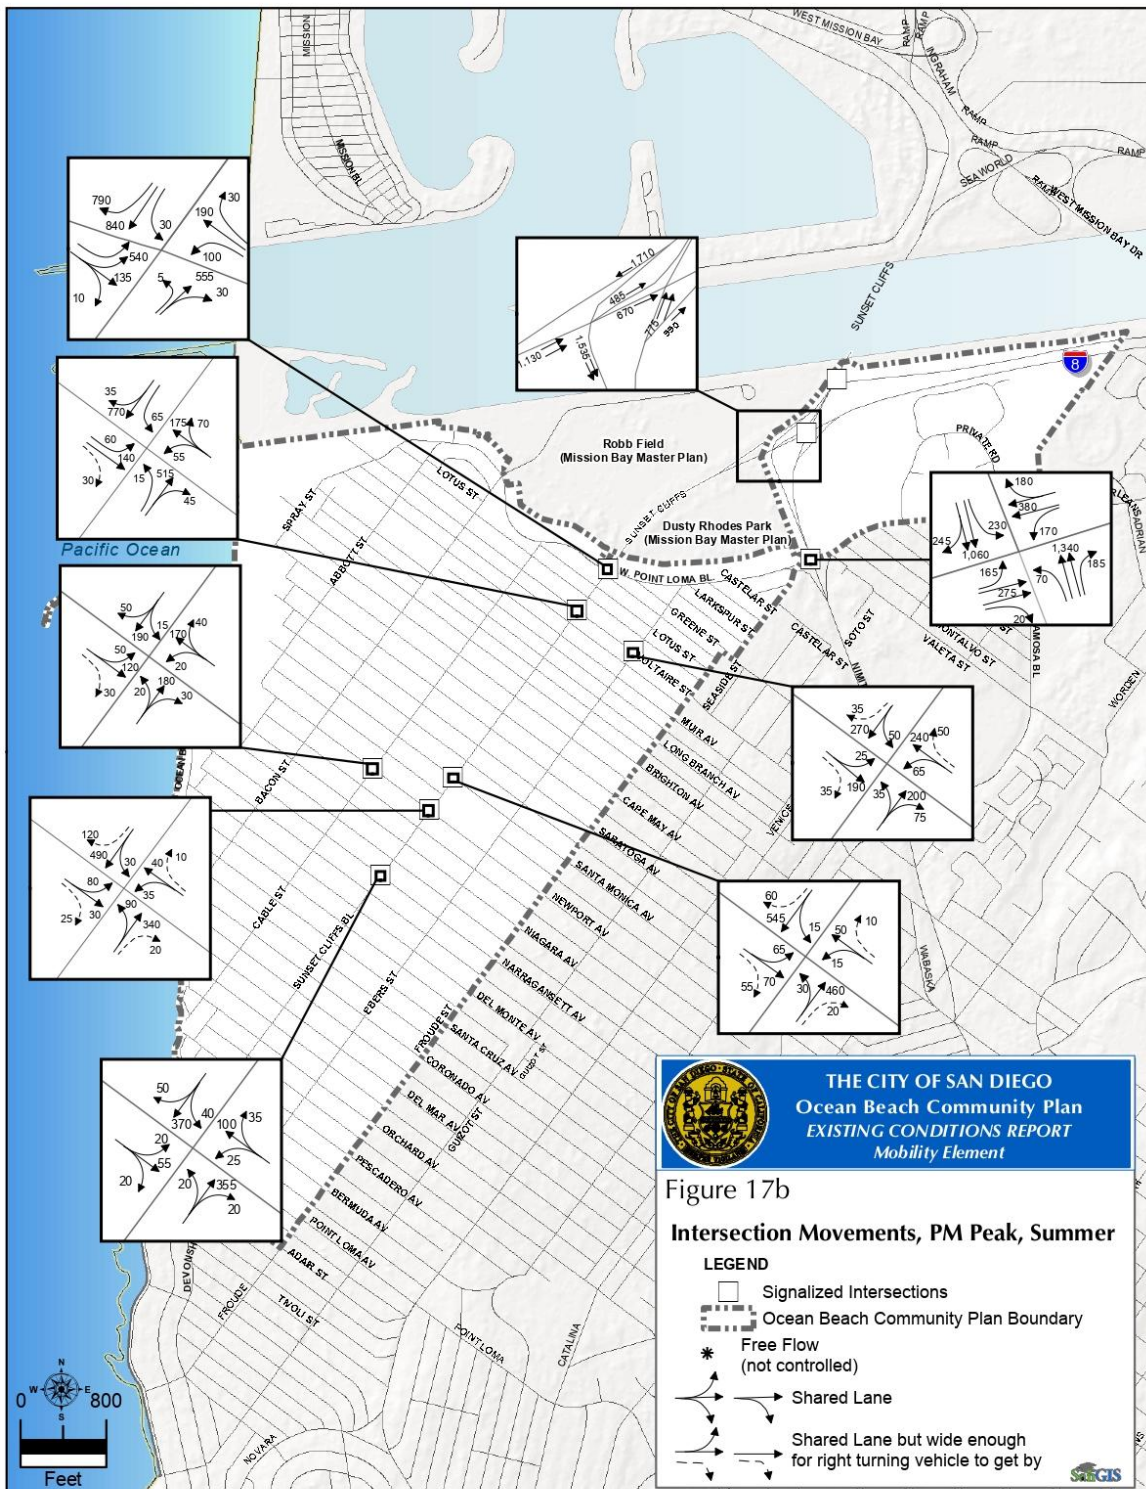 WEST MISSION BAY
RAMP
RAMP
INGRAHAM
RAMP
RAMP
RAMP
SEA WORLD
RAMP
WEST MISSION BAY DR
MISSION
MISSION BL
SUNSET CLIFFS
790
840
30
190
30
540
100
135
10
5
555
30
1,710
485
670
775
1,130
1,535
8
35
770
65
175
70
60
140
55
30
15
515
45
Robb Field
(Mission Bay Master Plan)
PRIVATE RD
LOTUS ST
SPRAY ST
ABBOTT ST
SUNSET CLIFFS
Dusty Rhodes Park
(Mission Bay Master Plan)
180
380
230
170
245
1,060
1,340
185
165
70
275
20
ADRIAN
Pacific Ocean
W. POINT LOMA BL
CASTELAR ST
LARKSPUR ST
GREENE ST
LOTUS ST
VOLTAIRE ST
SEASIDE ST
CASTELAR ST
SOTO ST
VALETA ST
WORDEN
50
190
15
170
40
50
120
20
30
20
180
30
35
270
50
240
50
25
65
35
190
35
200
75
MUIR AV
LONG BRANCH AV
BRIGHTON AV
CAPE MAY AV
SARATOGA AV
SANTA MONICA AV
NEWPORT AV
NIAGARA AV
NARRAGANSETT AV
DEL MONTE AV
SANTA CRUZ AV
CORONADO AV
DEL MAR AV
ORCHARD AV
PESCADERO AV
BERMUDA AV
POINT LOMA AV
ADAIR ST
TIVOLI ST
BACON ST
CABLE ST
SUNSET CLIFFS BL
EBERS ST
FROUDE ST
GUIZOT ST
GUIZOT ST
FROUDE
VENICE
WABASKA
120
490
30
40
10
80
35
25
30
90
340
20
60
545
15
50
10
65
15
55
70
30
460
20
50
370
40
100
35
20
55
25
20
20
355
20
POINT LOMA
CATALINA
NOVARA
THE CITY OF SAN DIEGO
Ocean Beach Community Plan
EXISTING CONDITIONS REPORT
Mobility Element
Figure 17b
Intersection Movements, PM Peak, Summer
LEGEND
Signalized Intersections
Ocean Beach Community Plan Boundary
Free Flow
(not controlled)
Shared Lane
Shared Lane but wide enough
for right turning vehicle to get by
N
W
E
S
0
800
Feet
SanGIS